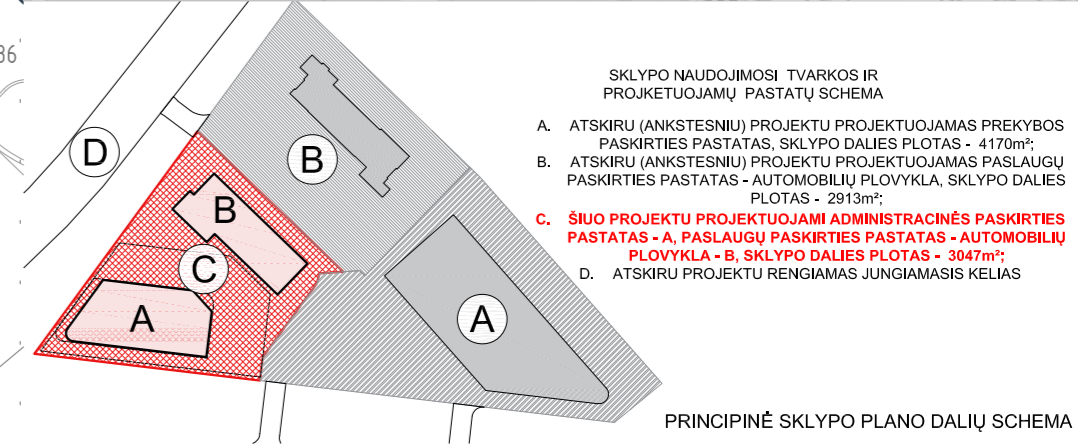 36
SKLYPO NAUDOJIMOSI TVARKOS IR
PROJKETUOJAMŲ PASTATŲ SCHEMA
A. ATSKIRU (ANKSTESNIU) PROJEKTU PROJEKTUOJAMAS PREKYBOS
PASKIRTIES PASTATAS, SKLYPO DALIES PLOTAS - 4170m²;
B. ATSKIRU (ANKSTESNIU) PROJEKTU PROJEKTUOJAMAS PASLAUGŲ
PASKIRTIES PASTATAS - AUTOMOBILIŲ PLOVYKLA, SKLYPO DALIES
PLOTAS - 2913m²;
C. ŠIUO PROJEKTU PROJEKTUOJAMI ADMINISTRACINĖS PASKIRTIES
PASTATAS - A, PASLAUGŲ PASKIRTIES PASTATAS - AUTOMOBILIŲ
PLOVYKLA - B, SKLYPO DALIES PLOTAS - 3047m²;
D. ATSKIRU PROJEKTU RENGIAMAS JUNGIAMASIS KELIAS
D
B
B
C
A
A
PRINCIPINĖ SKLYPO PLANO DALIŲ SCHEMA